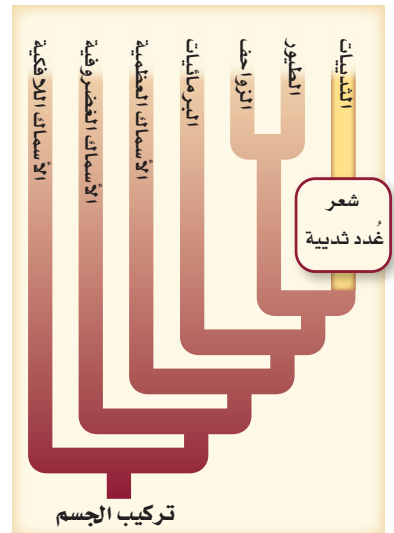 الثدييات
الطيور
الزواحف
البرمائيات
الأسماك العظمية
الأسماك الغضروفية
الأسماك اللافكية
شعر
غُدد ثديية
تركيب الجسم